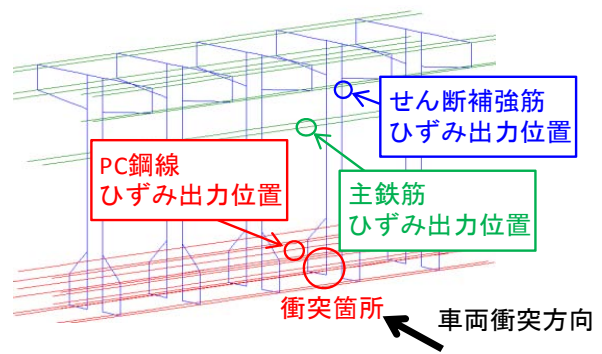 せん断補強筋
ひずみ出力位置
PC鋼線
ひずみ出力位置
主鉄筋
ひずみ出力位置
衝突箇所
車両衝突方向